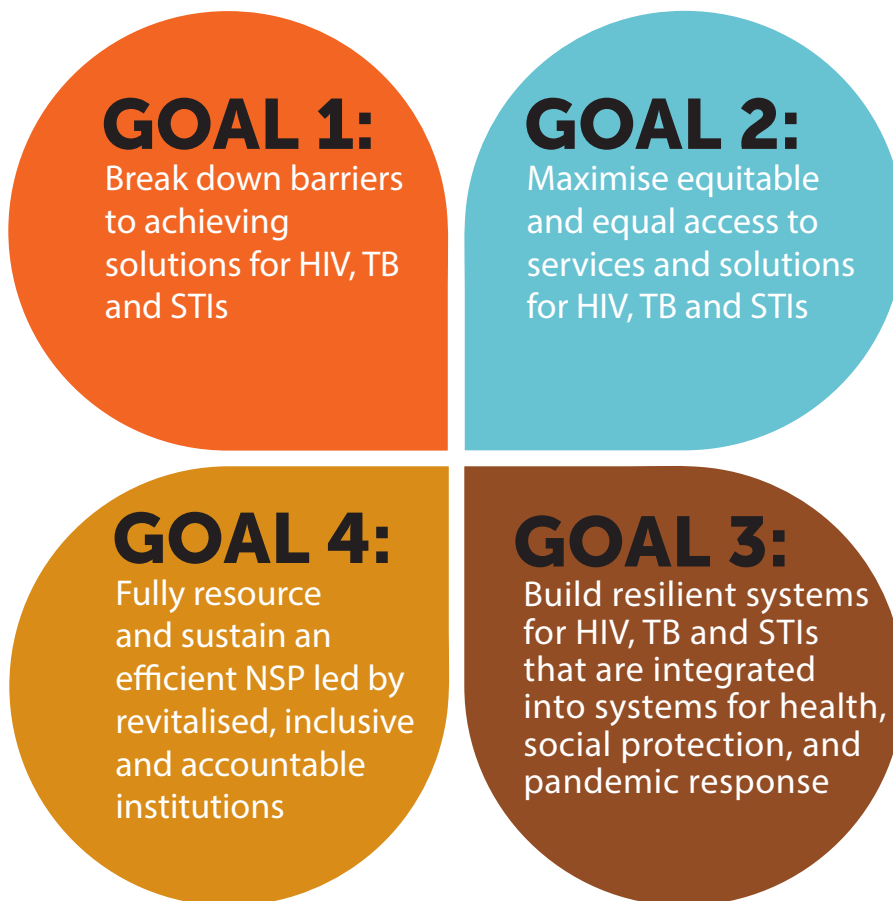 GOAL 1:
Break down barriers
to achieving
solutions for HIV, TB
and STIs
GOAL 2:
Maximise equitable
and equal access to
services and solutions
for HIV, TB and STIs
GOAL 4:
Fully resource
and sustain an
efficient NSP led by
revitalised, inclusive
and accountable
institutions
GOAL 3:
Build resilient systems
for HIV, TB and STIs
that are integrated
into systems for health,
social protection, and
pandemic response